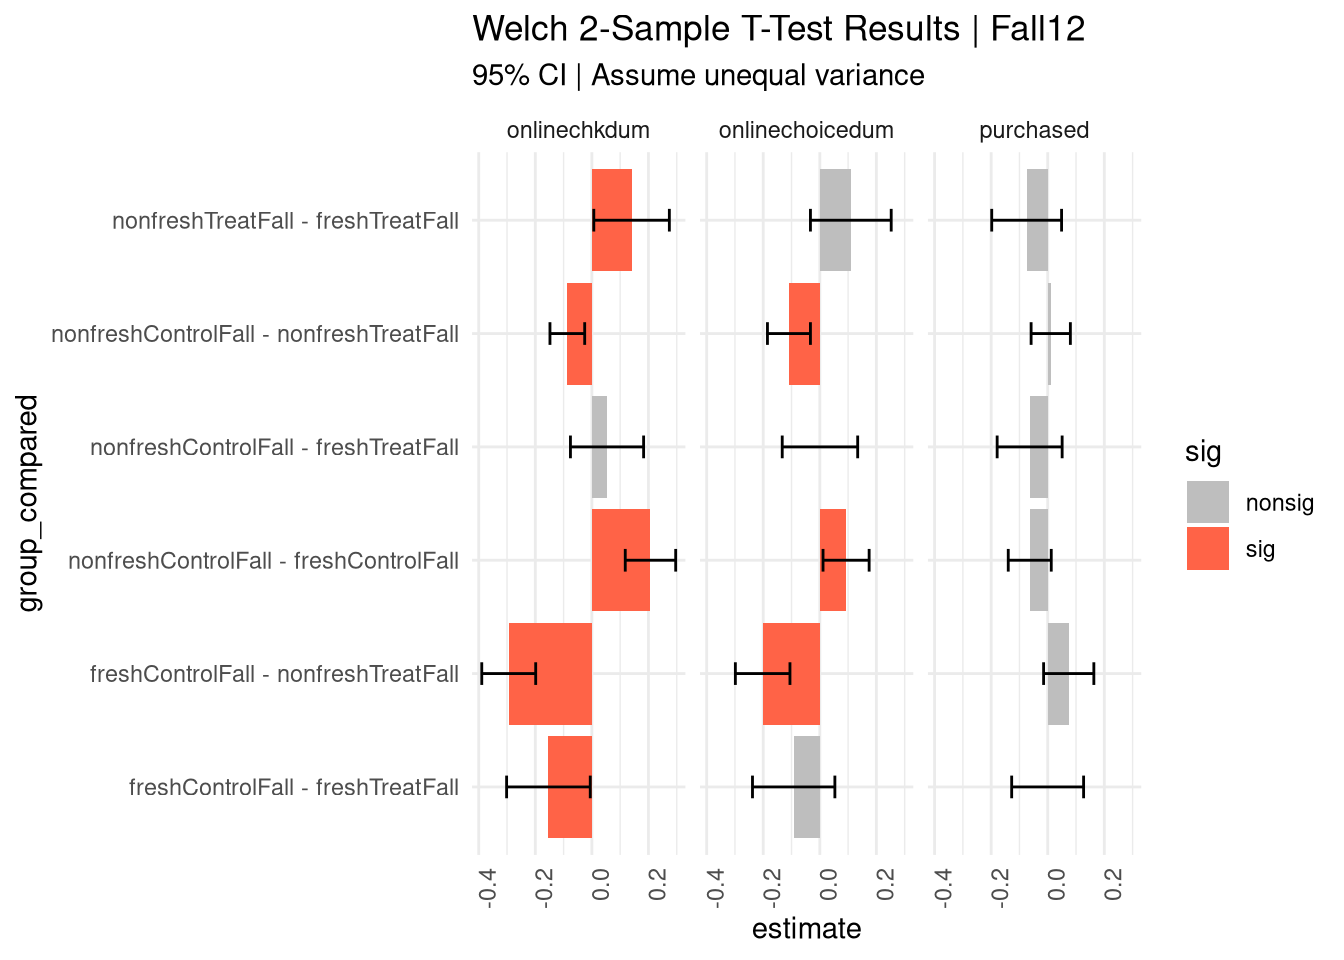 Welch 2-Sample T-Test Results | Fall12
95% CI | Assume unequal variance
onlinechkdum onlinechoicedum purchased
group_compared
nonfreshTreatFall - freshTreatFall
nonfreshControlFall - nonfreshTreatFall
nonfreshControlFall - freshTreatFall
nonfreshControlFall - freshControlFall
freshControlFall - nonfreshTreatFall
freshControlFall - freshTreatFall
-0.4 -0.2 0.0 0.2 -0.4 -0.2 0.0 0.2 -0.4 -0.2 0.0 0.2
estimate
sig
nonsig
sig